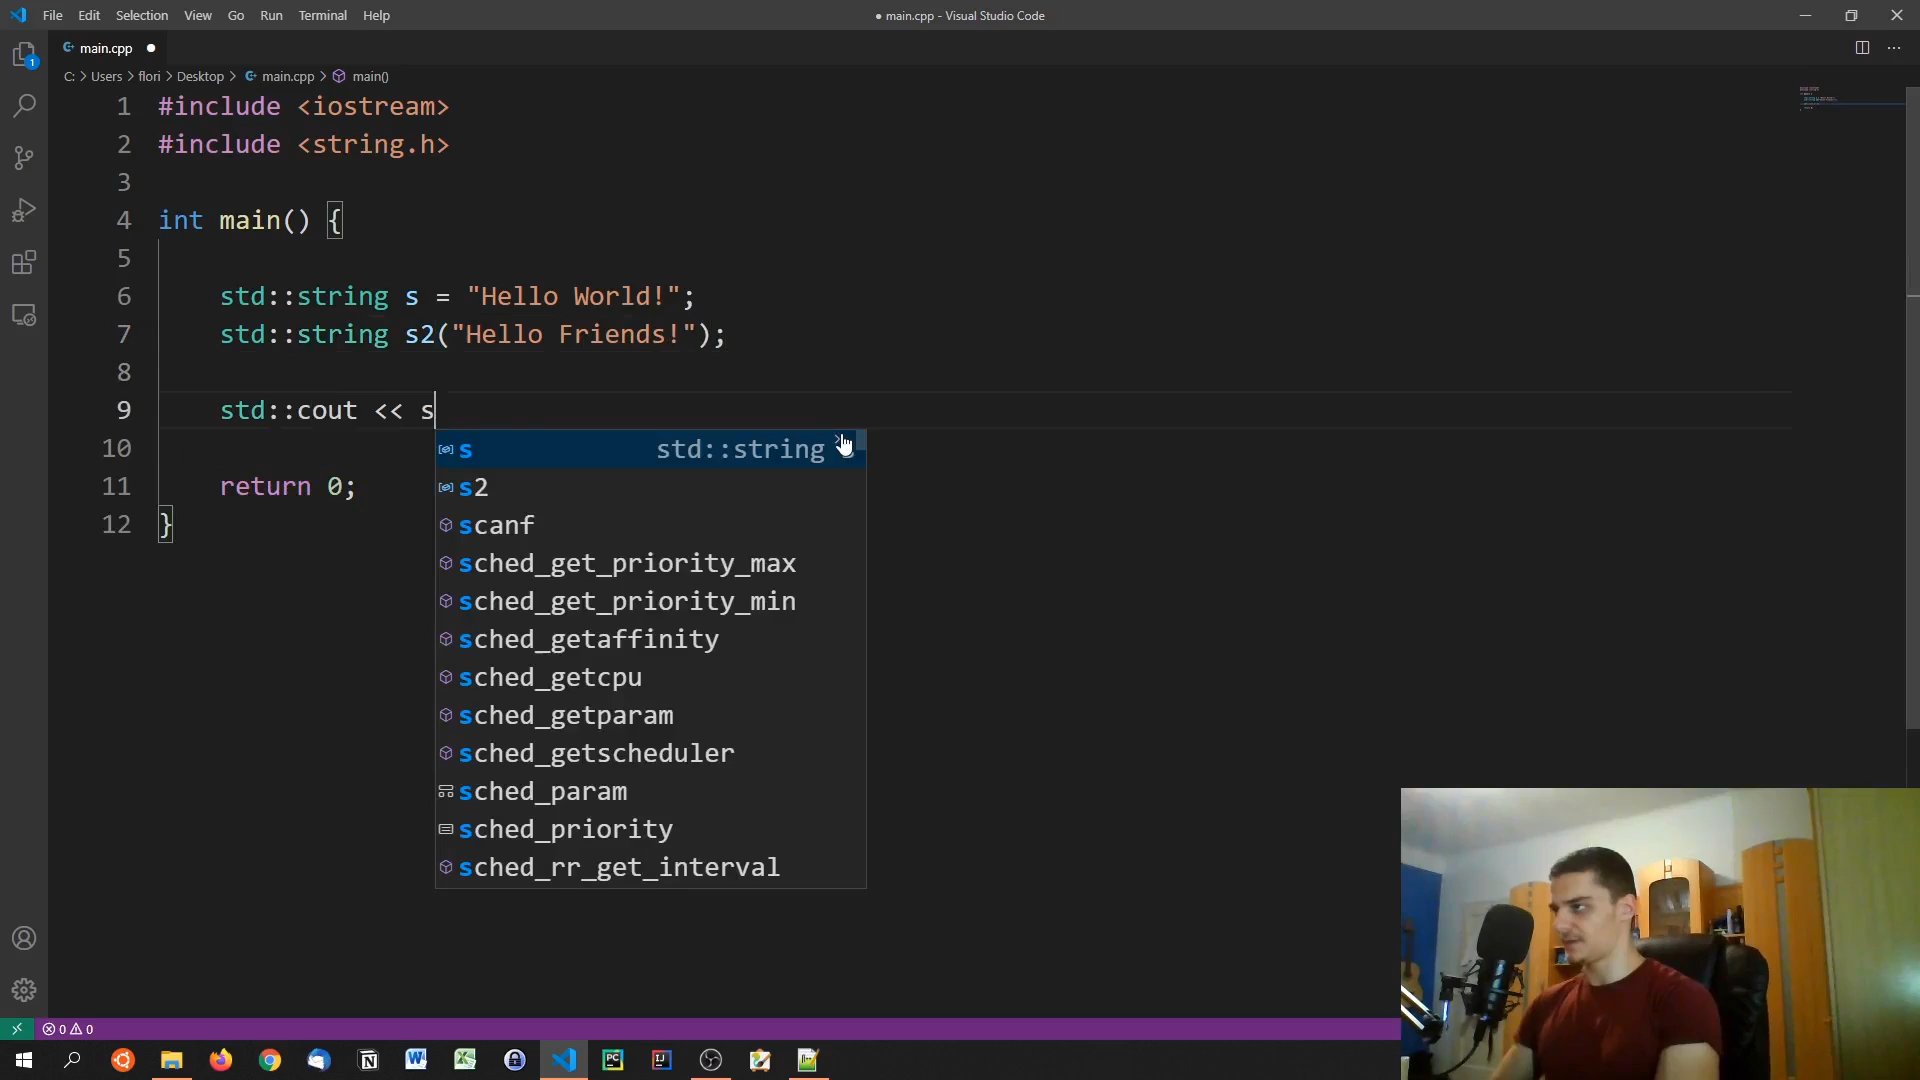 File Edit Selection View Go Run Terminal Help
● main.cpp - Visual Studio Code
main.cpp ●
C: > Users > flori > Desktop > main.cpp > main()
1 #include <iostream>
2 #include <string.h>
3
4 int main() {
5
6 std::string s = "Hello World!";
7 std::string s2("Hello Friends!");
8
9 std::cout << s
10
11 return 0;
12 }
s std::string s
s2
scanf
sched_get_priority_max
sched_get_priority_min
sched_getaffinity
sched_getcpu
sched_getparam
sched_getscheduler
sched_param
sched_priority
sched_rr_get_interval
1
0 0
PC
IJ